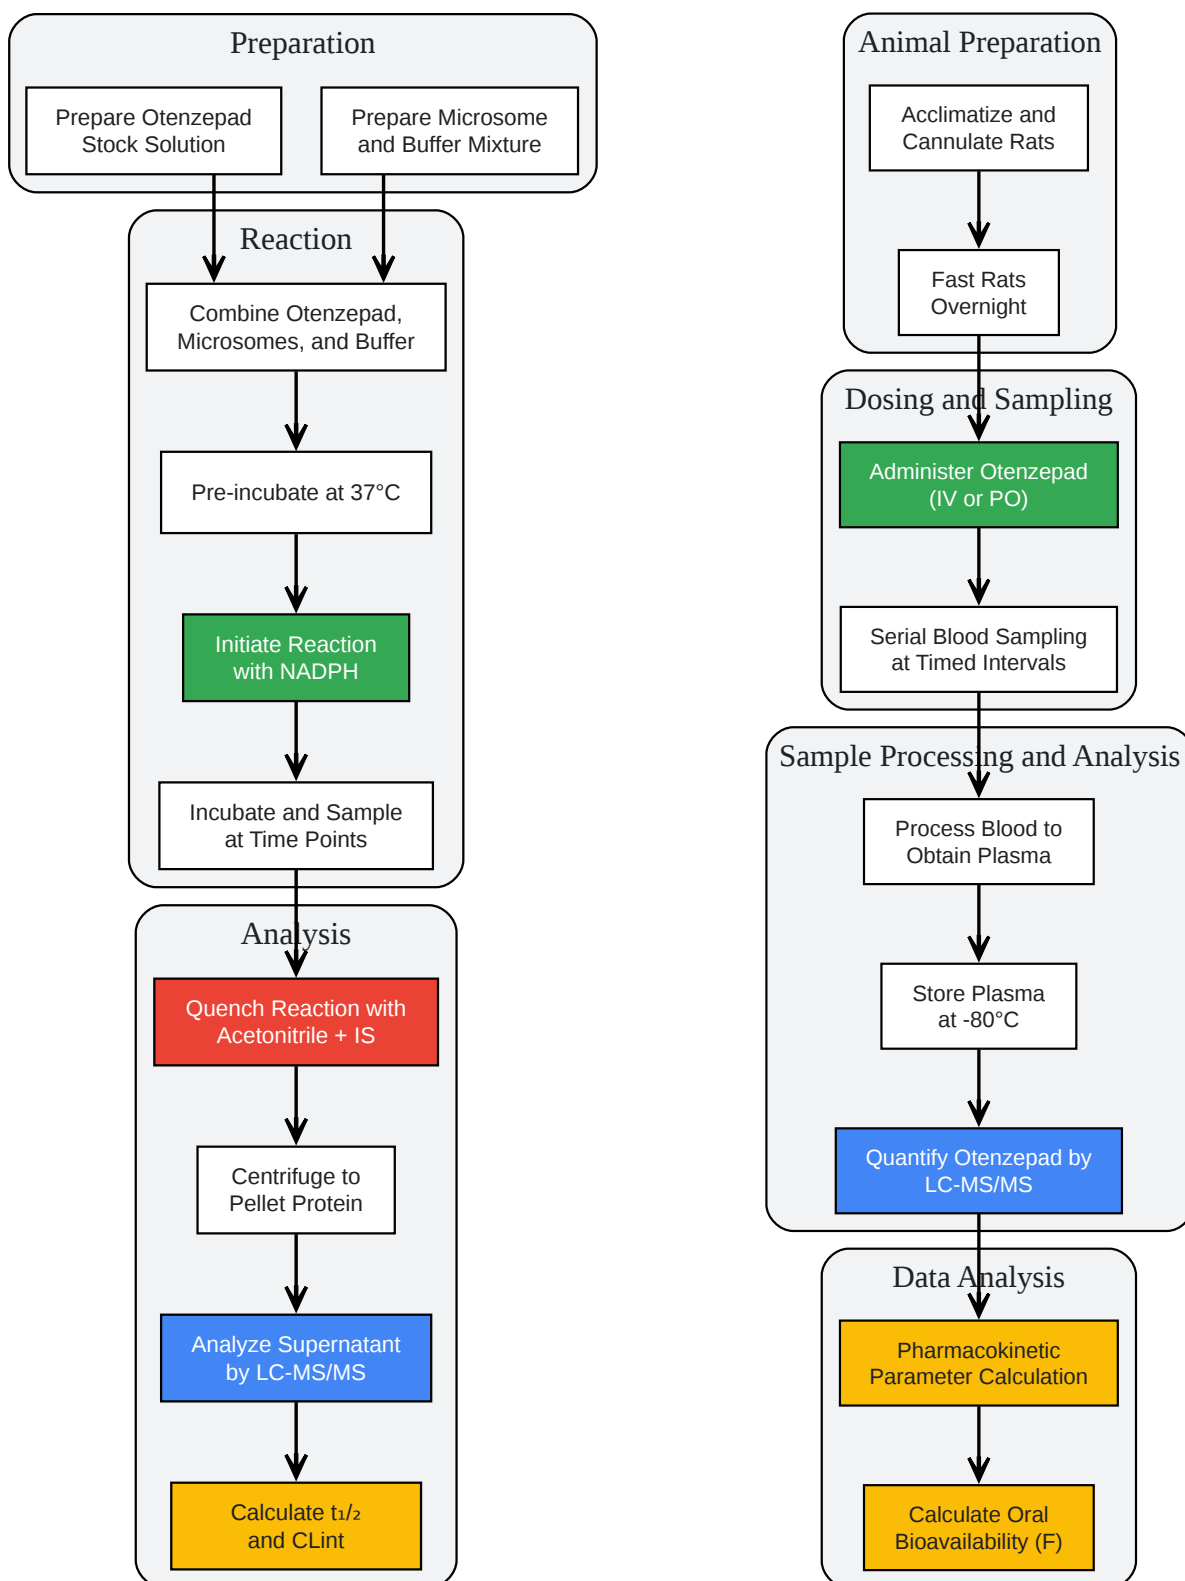 Preparation
Prepare Otenzepad
Stock Solution
Prepare Microsome
and Buffer Mixture
Reaction
Combine Otenzepad,
Microsomes, and Buffer
Pre-incubate at 37°C
Initiate Reaction
with NADPH
Incubate and Sample
at Time Points
Analysis
Quench Reaction with
Acetonitrile + IS
Centrifuge to
Pellet Protein
Analyze Supernatant
by LC-MS/MS
Calculate t₁/₂
and CLint
Animal Preparation
Acclimatize and
Cannulate Rats
Fast Rats
Overnight
Dosing and Sampling
Administer Otenzepad
(IV or PO)
Serial Blood Sampling
at Timed Intervals
Sample Processing and Analysis
Process Blood to
Obtain Plasma
Store Plasma
at -80°C
Quantify Otenzepad by
LC-MS/MS
Data Analysis
Pharmacokinetic
Parameter Calculation
Calculate Oral
Bioavailability (F)